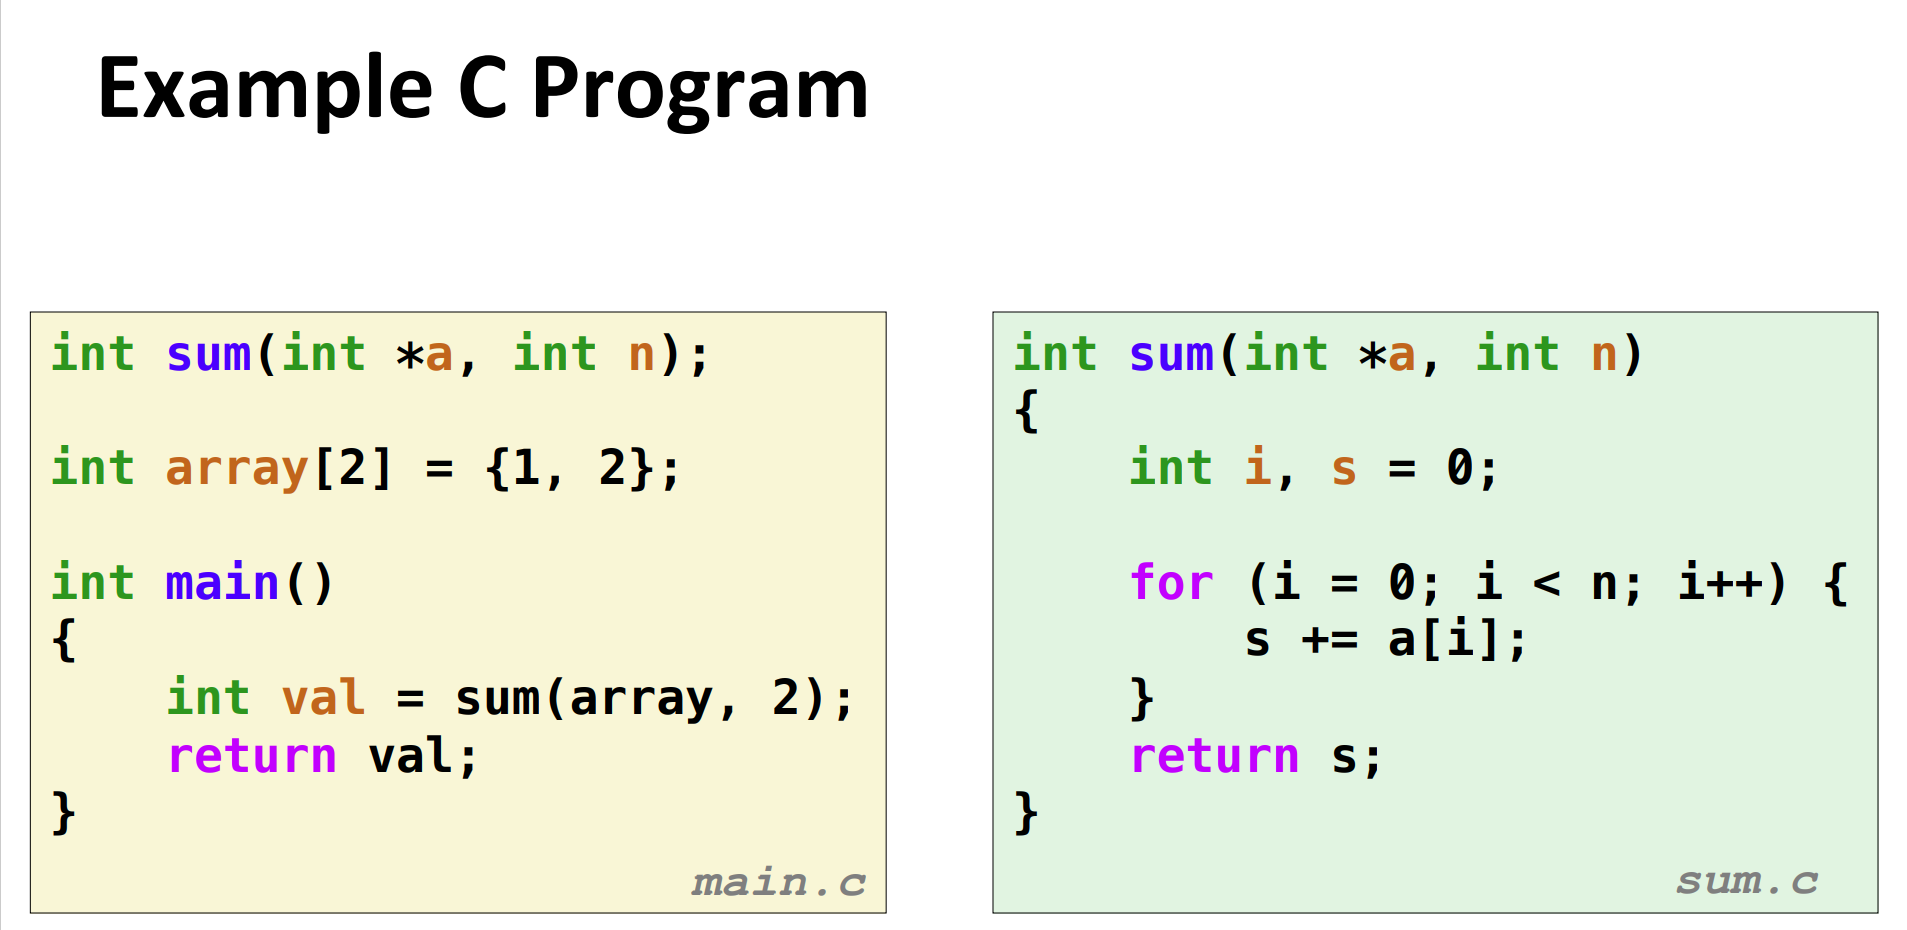 Example C Program
int sum(int *a, int n);
int array[2] = {1, 2};
int main()
{
    int val = sum(array, 2);
    return val;
}
main.c
int sum(int *a, int n)
{
    int i, s = 0;
    for (i = 0; i < n; i++) {
        s += a[i];
    }
    return s;
}
sum.c